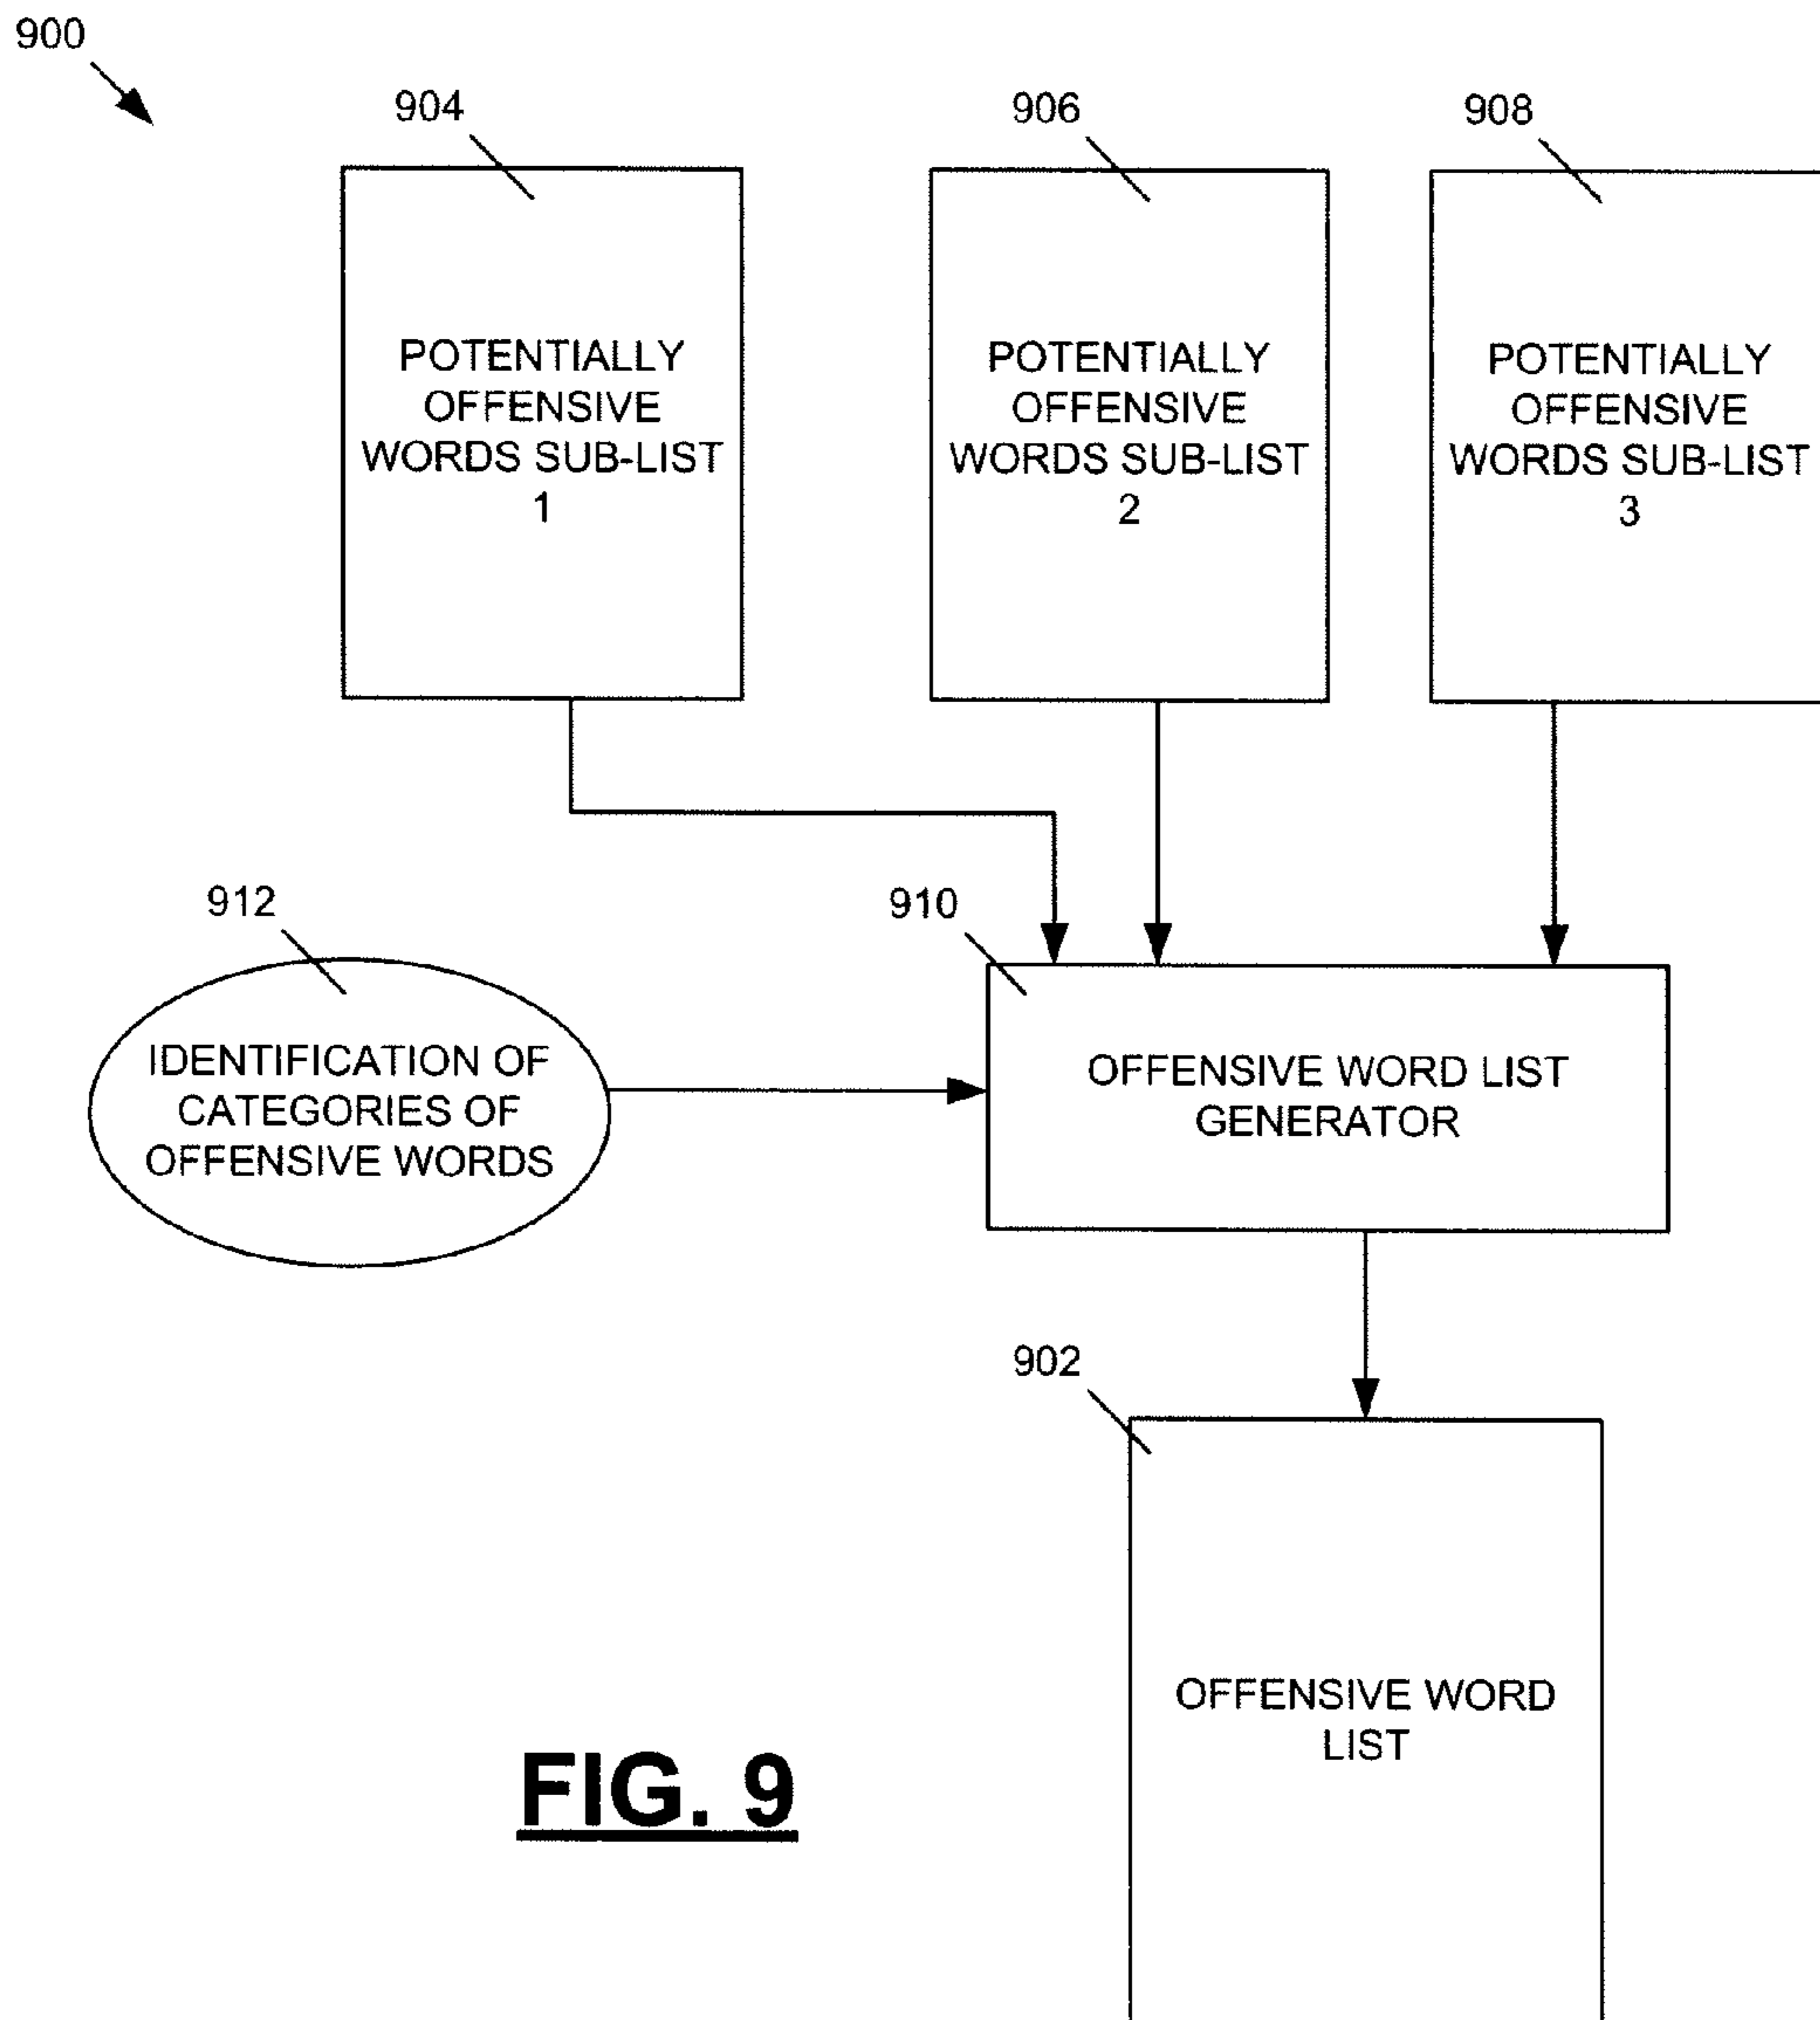 900
904
906
908
POTENTIALLY
OFFENSIVE
WORDS SUB-LIST
1
POTENTIALLY
OFFENSIVE
WORDS SUB-LIST
2
POTENTIALLY
OFFENSIVE
WORDS SUB-LIST
3
912
910
IDENTIFICATION OF
CATEGORIES OF
OFFENSIVE WORDS
OFFENSIVE WORD LIST
GENERATOR
902
OFFENSIVE WORD
LIST
FIG. 9